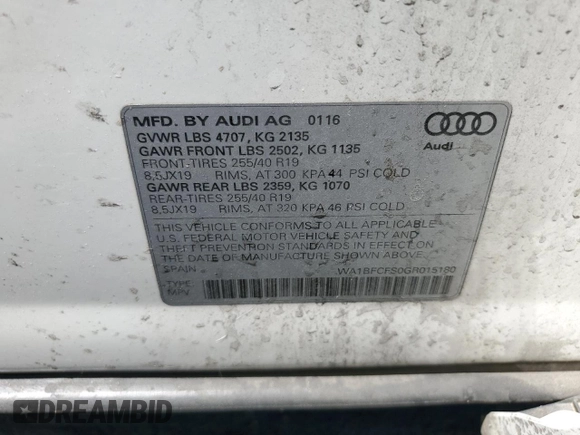 MFD. BY AUDI AG 0116
GVWR LBS 4707, KG 2135
GAWR FRONT LBS 2502, KG 1135
FRONT-TIRES 255/40 R19
8,5JX19 RIMS, AT 300 KPA 44 PSI COLD
GAWR REAR LBS 2359, KG 1070
REAR-TIRES 255/40 R19
8,5JX19 RIMS, AT 320 KPA 46 PSI COLD
Audi
THIS VEHICLE CONFORMS TO ALL APPLICABLE
U.S. FEDERAL MOTOR VEHICLE SAFETY AND
THEFT PREVENTION STANDARDS IN EFFECT ON
THE DATE OF MANUFACTURE SHOWN ABOVE.
SPAIN
WA1BFCFS0GR015180
TYPE:
MPV
DREAMBID